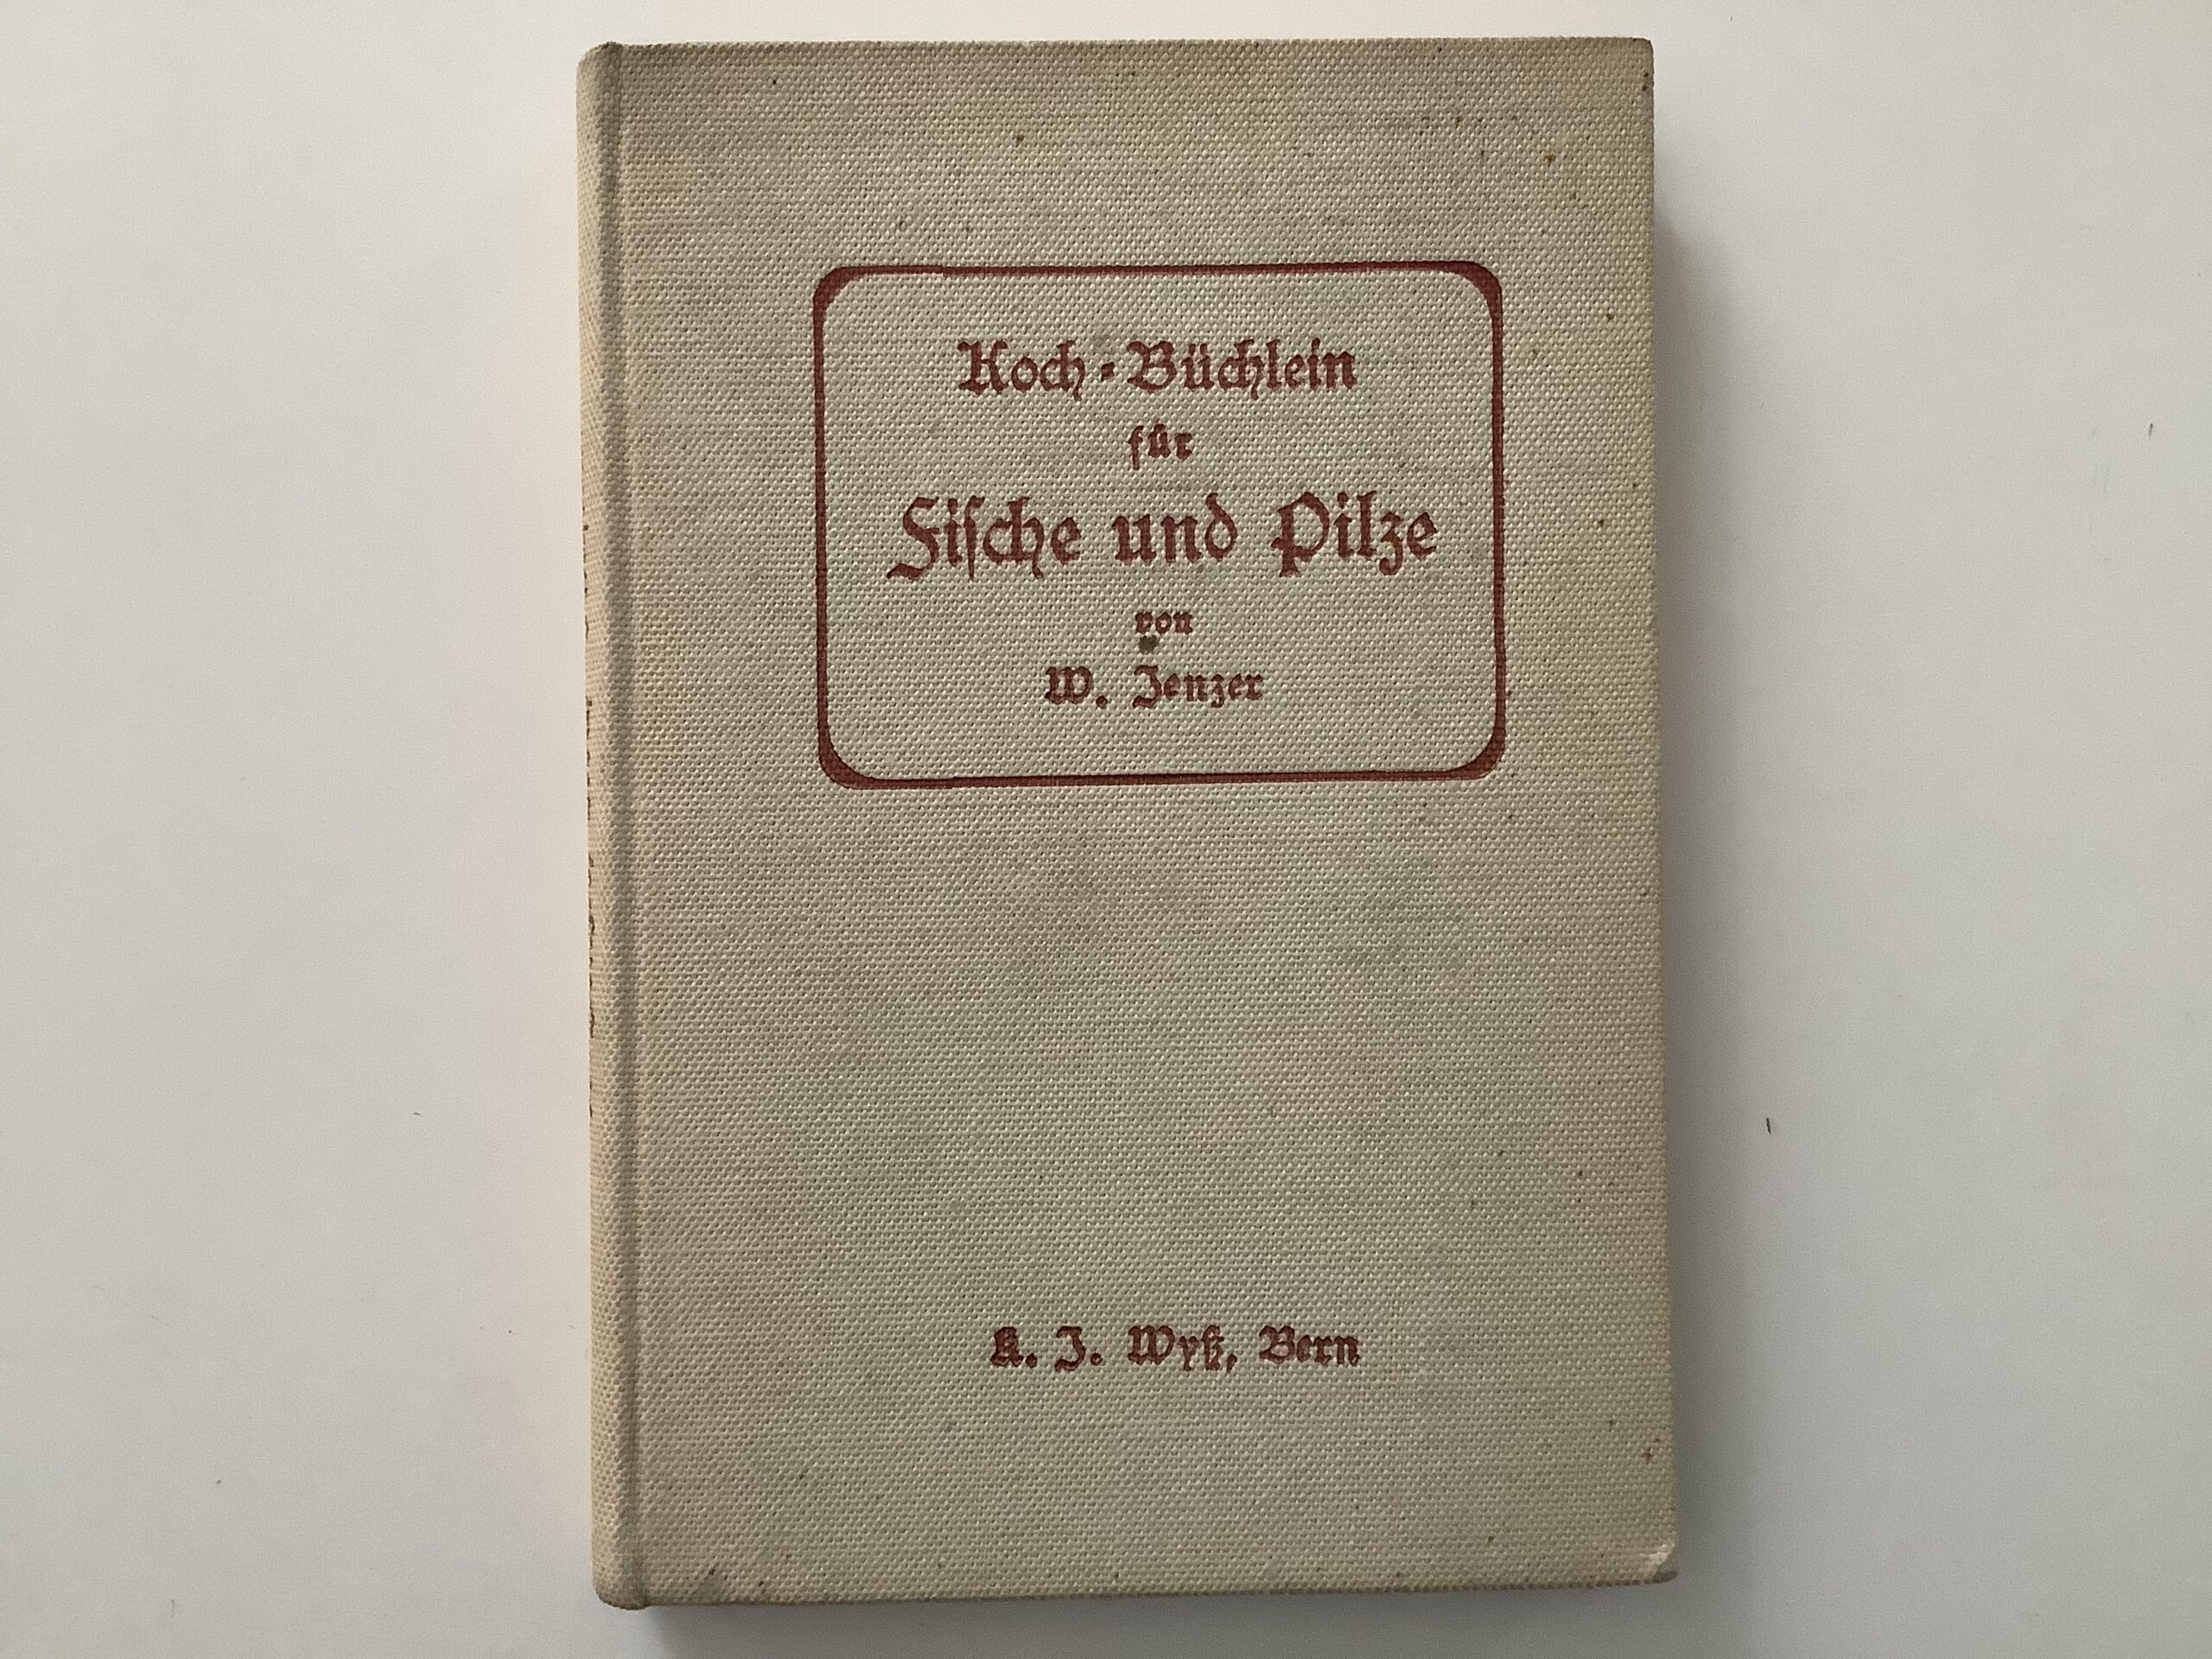 Koch-Büchlein
für
Fische und Pilze
von
W. Jenzer
K. J. Wyß, Bern